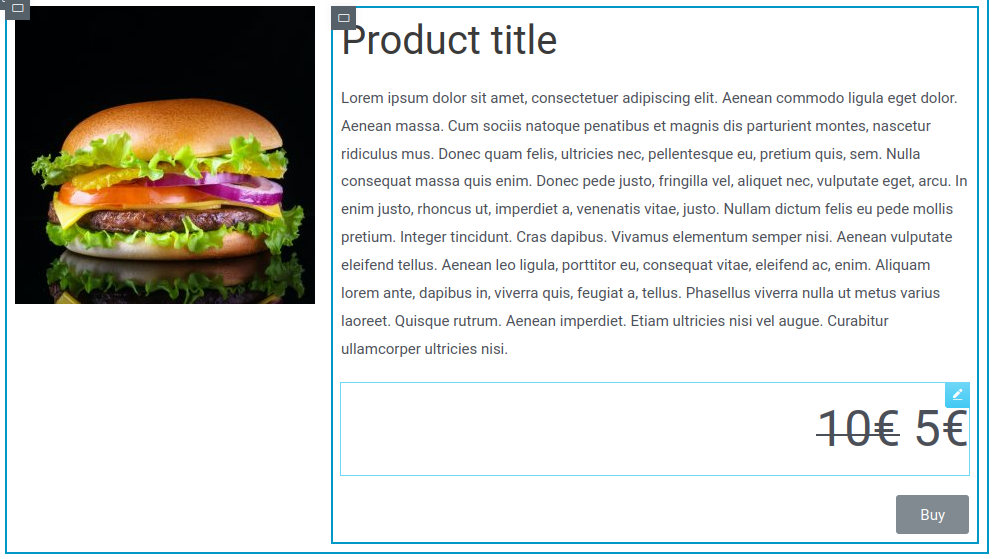 Product title
Lorem ipsum dolor sit amet, consectetuer adipiscing elit. Aenean commodo ligula eget dolor.
Aenean massa. Cum sociis natoque penatibus et magnis dis parturient montes, nascetur
ridiculus mus. Donec quam felis, ultricies nec, pellentesque eu, pretium quis, sem. Nulla
consequat massa quis enim. Donec pede justo, fringilla vel, aliquet nec, vulputate eget, arcu. In
enim justo, rhoncus ut, imperdiet a, venenatis vitae, justo. Nullam dictum felis eu pede mollis
pretium. Integer tincidunt. Cras dapibus. Vivamus elementum semper nisi. Aenean vulputate
eleifend tellus. Aenean leo ligula, porttitor eu, consequat vitae, eleifend ac, enim. Aliquam
lorem ante, dapibus in, viverra quis, feugiat a, tellus. Phasellus viverra nulla ut metus varius
laoreet. Quisque rutrum. Aenean imperdiet. Etiam ultricies nisi vel augue. Curabitur
ullamcorper ultricies nisi.
10€ 5€
Buy